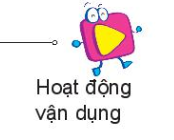 Hoạt động
vận dụng